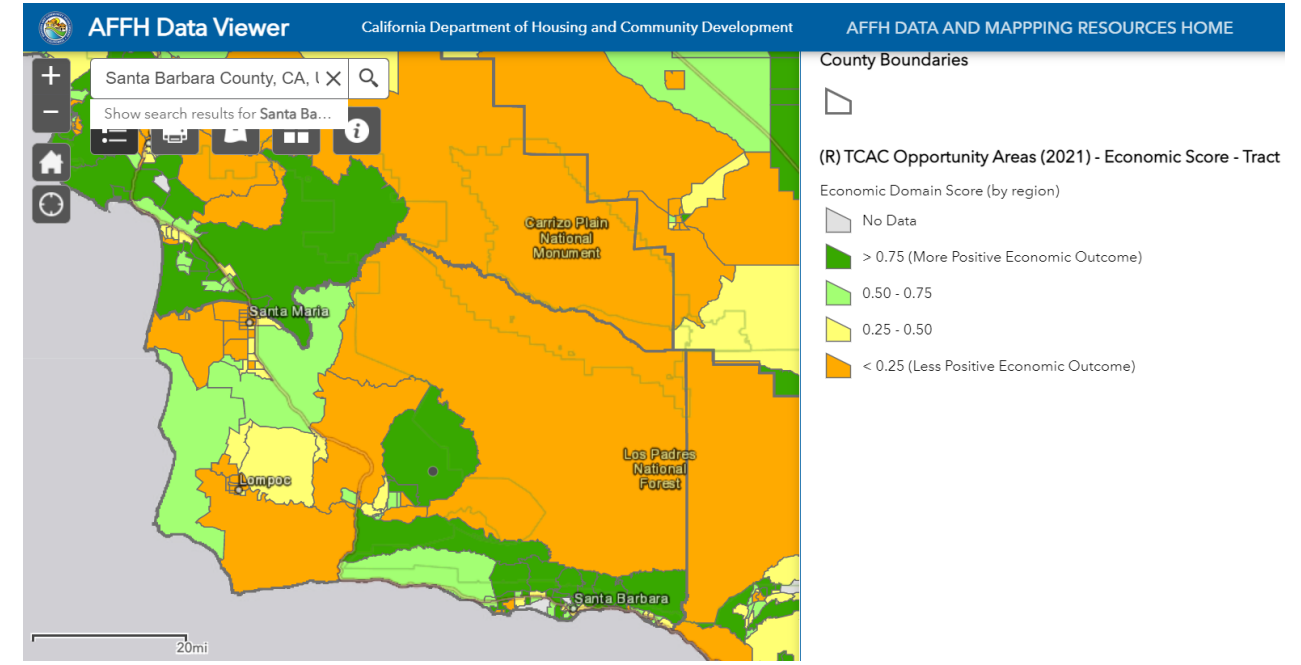 AFFH Data Viewer
California Department of Housing and Community Development
AFFH DATA AND MAPPPING RESOURCES HOME
+
Santa Barbara County, CA, U
Show search results for Santa Ba...
−
i
Carrizo Plain
National
Monument
Santa Maria
Los Padres
National
Forest
Lompoc
Santa Barbara
20mi
County Boundaries
(R) TCAC Opportunity Areas (2021) - Economic Score - Tract
Economic Domain Score (by region)
No Data
> 0.75 (More Positive Economic Outcome)
0.50 - 0.75
0.25 - 0.50
< 0.25 (Less Positive Economic Outcome)